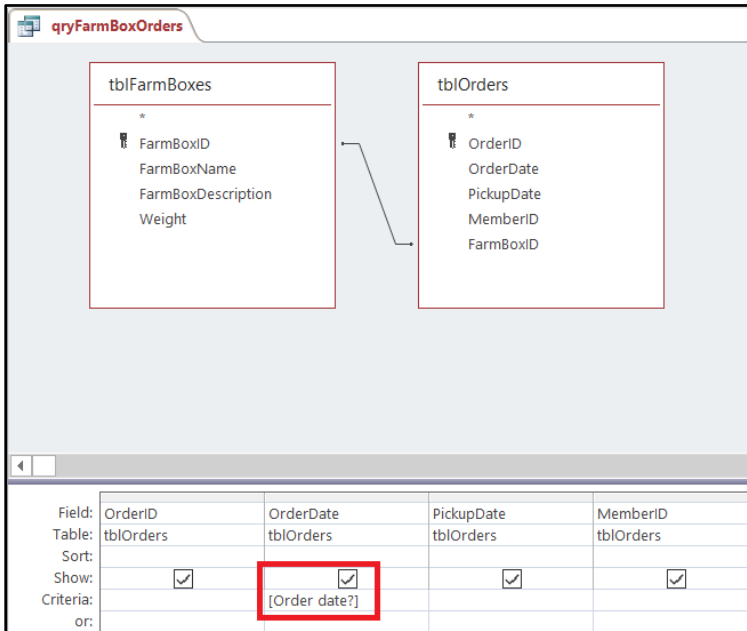 qryFarmBoxOrders
tblFarmBoxes
*
FarmBoxID
FarmBoxName
FarmBoxDescription
Weight
tblOrders
*
OrderID
OrderDate
PickupDate
MemberID
FarmBoxID
Field: OrderID OrderDate PickupDate MemberID
Table: tblOrders tblOrders tblOrders tblOrders
Sort:
Show:
Criteria: [Order date?]
or: